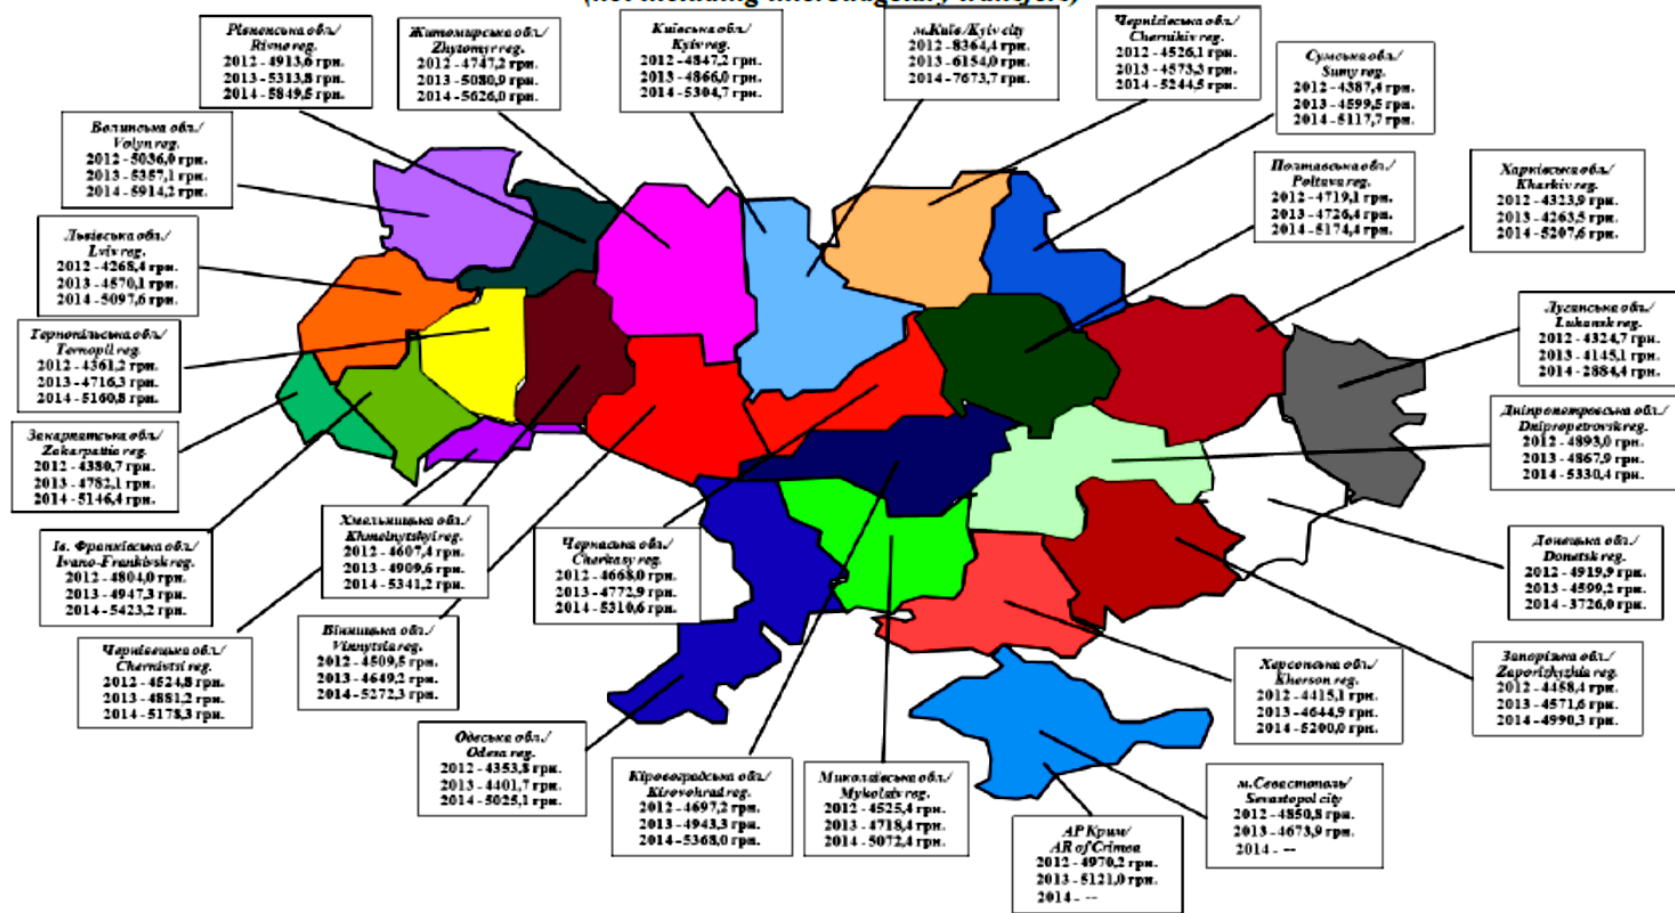 (not including interbudgetary transfers)
Рівненська обл./
Rivno reg.
2012 - 4913,6 грн.
2013 - 5313,8 грн.
2014 - 5849,5 грн.
Житомирська обл./
Zhytomyr reg.
2012 - 4747,2 грн.
2013 - 5080,9 грн.
2014 - 5626,0 грн.
Київська обл./
Kyiv reg.
2012 - 4847,2 грн.
2013 - 4866,0 грн.
2014 - 5304,7 грн.
м.Київ/Kyiv city
2012 - 8364,4 грн.
2013 - 6154,0 грн.
2014 - 7673,7 грн.
Чернігівська обл./
Chernihiv reg.
2012 - 4526,1 грн.
2013 - 4573,3 грн.
2014 - 5244,5 грн.
Сумська обл./
Sumy reg.
2012 - 4387,4 грн.
2013 - 4599,5 грн.
2014 - 5117,7 грн.
Волинська обл./
Volyn reg.
2012 - 5036,0 грн.
2013 - 5357,1 грн.
2014 - 5914,2 грн.
Полтавська обл./
Poltava reg.
2012 - 4719,1 грн.
2013 - 4726,4 грн.
2014 - 5174,4 грн.
Харківська обл./
Kharkiv reg.
2012 - 4323,9 грн.
2013 - 4263,5 грн.
2014 - 5207,6 грн.
Львівська обл./
Lviv reg.
2012 - 4268,4 грн.
2013 - 4570,1 грн.
2014 - 5097,6 грн.
Луганська обл./
Luhansk reg.
2012 - 4324,7 грн.
2013 - 4145,1 грн.
2014 - 2884,4 грн.
Тернопільська обл./
Ternopil reg.
2012 - 4361,2 грн.
2013 - 4716,3 грн.
2014 - 5160,8 грн.
Дніпропетровська обл./
Dnipropetrovsk reg.
2012 - 4893,0 грн.
2013 - 4867,9 грн.
2014 - 5330,4 грн.
Закарпатська обл./
Zakarpattia reg.
2012 - 4380,7 грн.
2013 - 4782,1 грн.
2014 - 5146,4 грн.
Ів. Франківська обл./
Ivano-Frankivsk reg.
2012 - 4804,0 грн.
2013 - 4947,3 грн.
2014 - 5423,2 грн.
Хмельницька обл./
Khmelnytskyi reg.
2012 - 4607,4 грн.
2013 - 4909,6 грн.
2014 - 5341,2 грн.
Черкаська обл./
Cherkasy reg.
2012 - 4668,0 грн.
2013 - 4772,9 грн.
2014 - 5310,6 грн.
Донецька обл./
Donetsk reg.
2012 - 4919,9 грн.
2013 - 4599,2 грн.
2014 - 3726,0 грн.
Чернівецька обл./
Chernivtsi reg.
2012 - 4524,8 грн.
2013 - 4851,2 грн.
2014 - 5178,3 грн.
Вінницька обл./
Vinnytsia reg.
2012 - 4509,5 грн.
2013 - 4649,2 грн.
2014 - 5272,3 грн.
Херсонська обл./
Kherson reg.
2012 - 4415,1 грн.
2013 - 4644,9 грн.
2014 - 5200,0 грн.
Запорізька обл./
Zaporizhyzhia reg.
2012 - 4458,4 грн.
2013 - 4571,6 грн.
2014 - 4990,3 грн.
Одеська обл./
Odesa reg.
2012 - 4353,8 грн.
2013 - 4401,7 грн.
2014 - 5025,1 грн.
Кіровоградська обл./
Kirovohrad reg.
2012 - 4697,2 грн.
2013 - 4943,3 грн.
2014 - 5368,0 грн.
Миколаївська обл./
Mykolaiv reg.
2012 - 4525,4 грн.
2013 - 4718,4 грн.
2014 - 5072,4 грн.
м.Севастополь/
Sevastopol city
2012 - 4850,8 грн.
2013 - 4673,9 грн.
2014 - --
АР Крим/
AR of Crimea
2012 - 4970,2 грн.
2013 - 5121,0 грн.
2014 - --